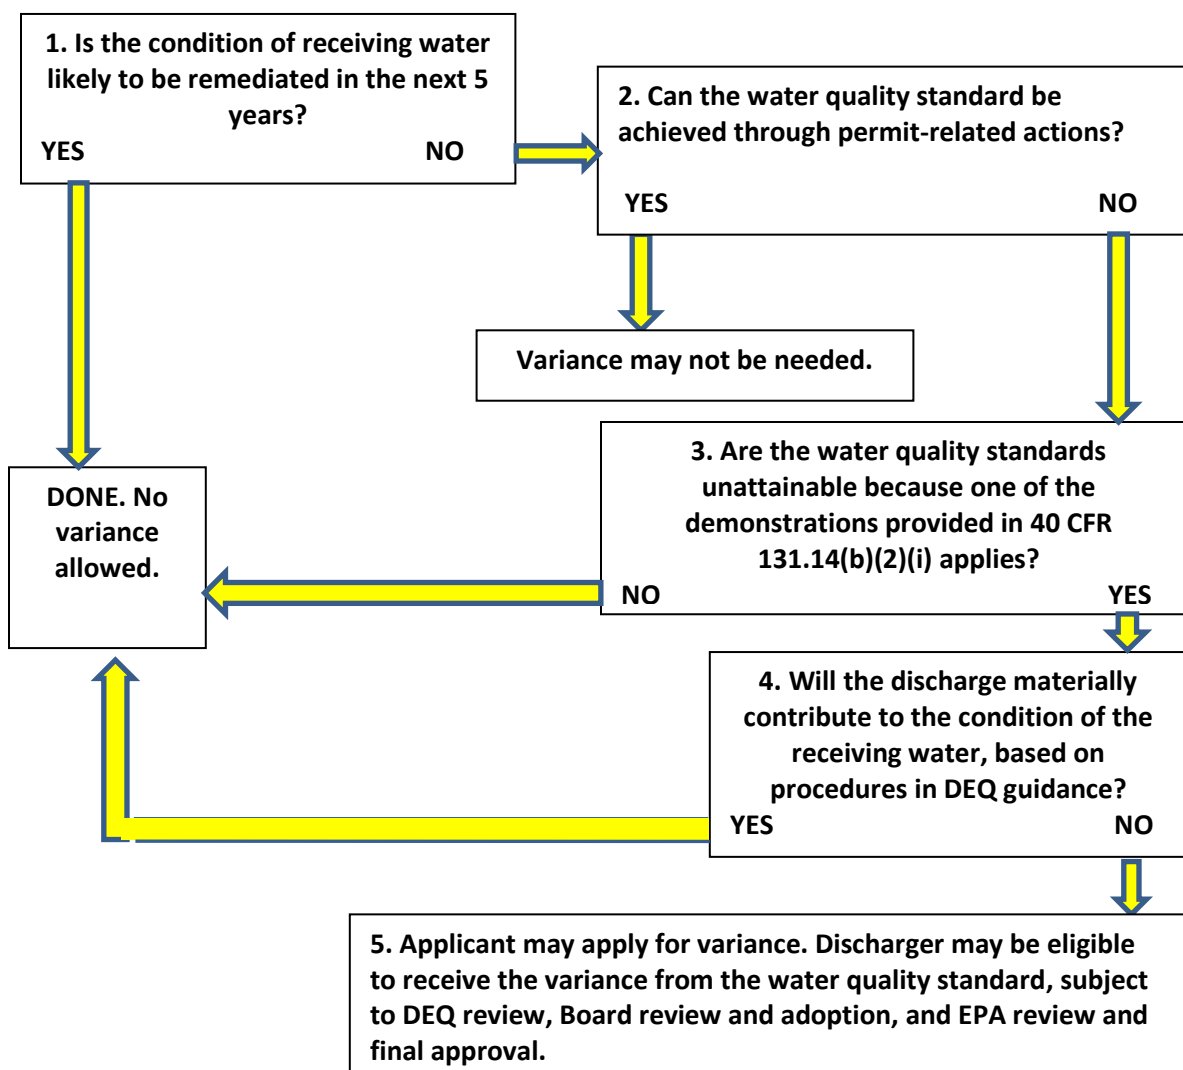 1. Is the condition of receiving water
likely to be remediated in the next 5
years?
YES NO
2. Can the water quality standard be
achieved through permit-related actions?
YES NO
Variance may not be needed.
3. Are the water quality standards
unattainable because one of the
demonstrations provided in 40 CFR
131.14(b)(2)(i) applies?
NO YES
DONE. No
variance
allowed.
4. Will the discharge materially
contribute to the condition of the
receiving water, based on
procedures in DEQ guidance?
YES NO
5. Applicant may apply for variance. Discharger may be eligible
to receive the variance from the water quality standard, subject
to DEQ review, Board review and adoption, and EPA review and
final approval.